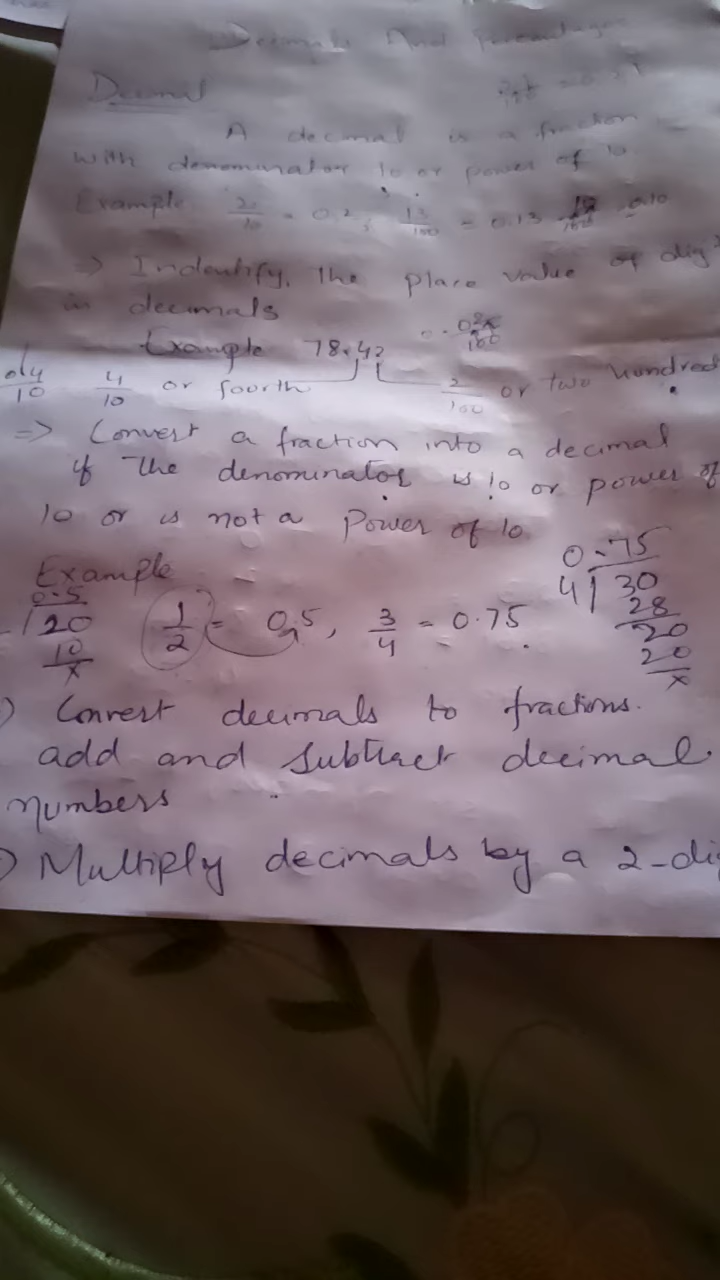 Decimals And Percentages
Decimal
A decimal is a fraction
with denominator 10 or power of 10
Example 2/10 = 0.2, 13/100 = 0.13
=> Indentify, The place value of dig
in decimals
Example 78.42
4/10 or fourth 2/100 or two hundred
=> Convert a fraction into a decimal
if The denominator is 10 or power of
10 or is not a Power of 10
Example
0.5 0.75
20 1/2 = 0.5, 3/4 = 0.75 4 30
10 28
x 20
20
x
) Convert decimals to fractions.
add and Subtract decimal
numbers
) Multiply decimals by a 2-dig